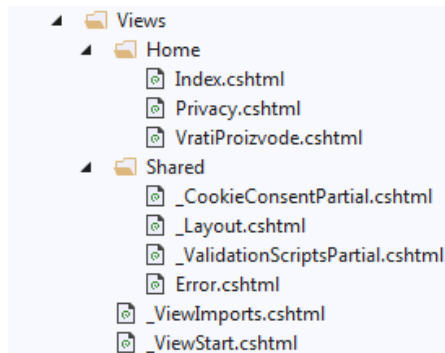 Views
Home
Index.cshtml
Privacy.cshtml
VratiProizvode.cshtml
Shared
_CookieConsentPartial.cshtml
_Layout.cshtml
_ValidationScriptsPartial.cshtml
Error.cshtml
_ViewImports.cshtml
_ViewStart.cshtml